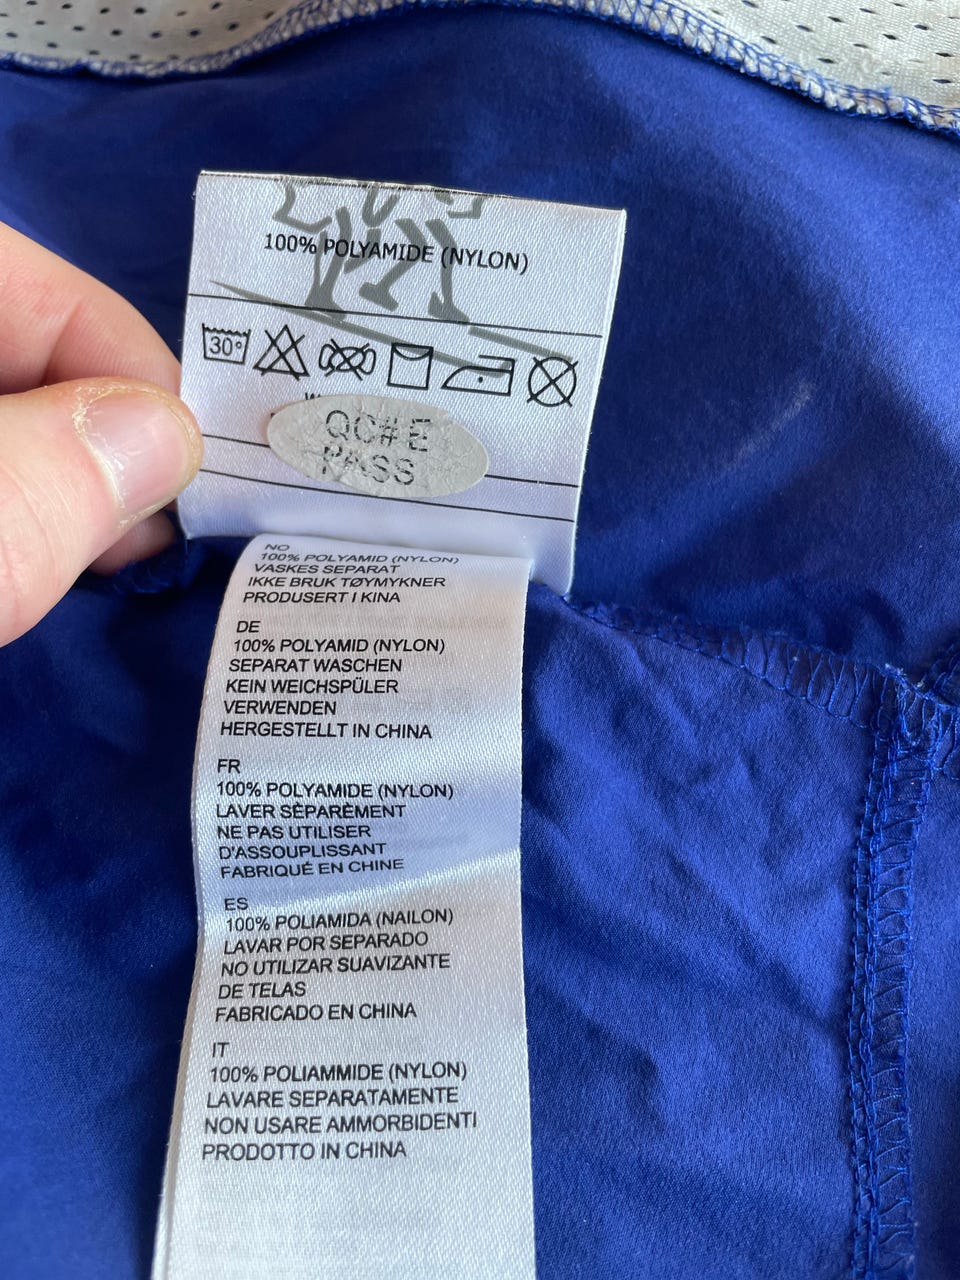 100% POLYAMIDE (NYLON)
30°
QC# E
PASS
NO
100% POLYAMID (NYLON)
VASKES SEPARAT
IKKE BRUK TØYMYKNER
PRODUSERT I KINA
DE
100% POLYAMID (NYLON)
SEPARAT WASCHEN
KEIN WEICHSPÜLER
VERWENDEN
HERGESTELLT IN CHINA
FR
100% POLYAMIDE (NYLON)
LAVER SÉPARÉMENT
NE PAS UTILISER
D'ASSOUPLISSANT
FABRIQUÉ EN CHINE
ES
100% POLIAMIDA (NAILON)
LAVAR POR SEPARADO
NO UTILIZAR SUAVIZANTE
DE TELAS
FABRICADO EN CHINA
IT
100% POLIAMMIDE (NYLON)
LAVARE SEPARATAMENTE
NON USARE AMMORBIDENTI
PRODOTTO IN CHINA